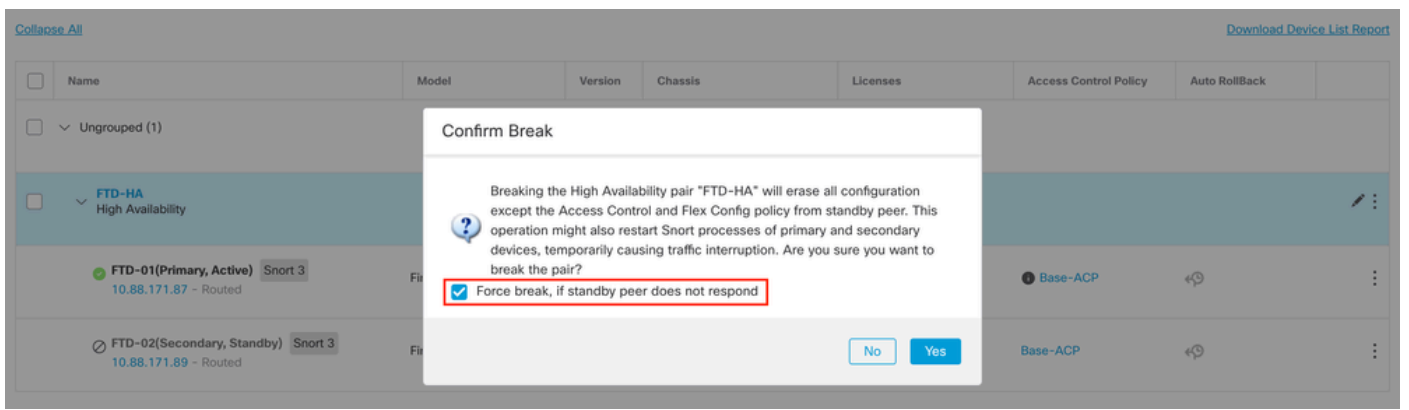 Collapse All
Download Device List Report
Name Model Version Chassis Licenses Access Control Policy Auto RollBack
Ungrouped (1)
Confirm Break
Breaking the High Availability pair "FTD-HA" will erase all configuration
except the Access Control and Flex Config policy from standby peer. This
operation might also restart Snort processes of primary and secondary
devices, temporarily causing traffic interruption. Are you sure you want to
break the pair?
Force break, if standby peer does not respond
No Yes
FTD-HA
High Availability
FTD-01(Primary, Active) Snort 3
10.88.171.87 - Routed
Base-ACP
FTD-02(Secondary, Standby) Snort 3
10.88.171.89 - Routed
Base-ACP